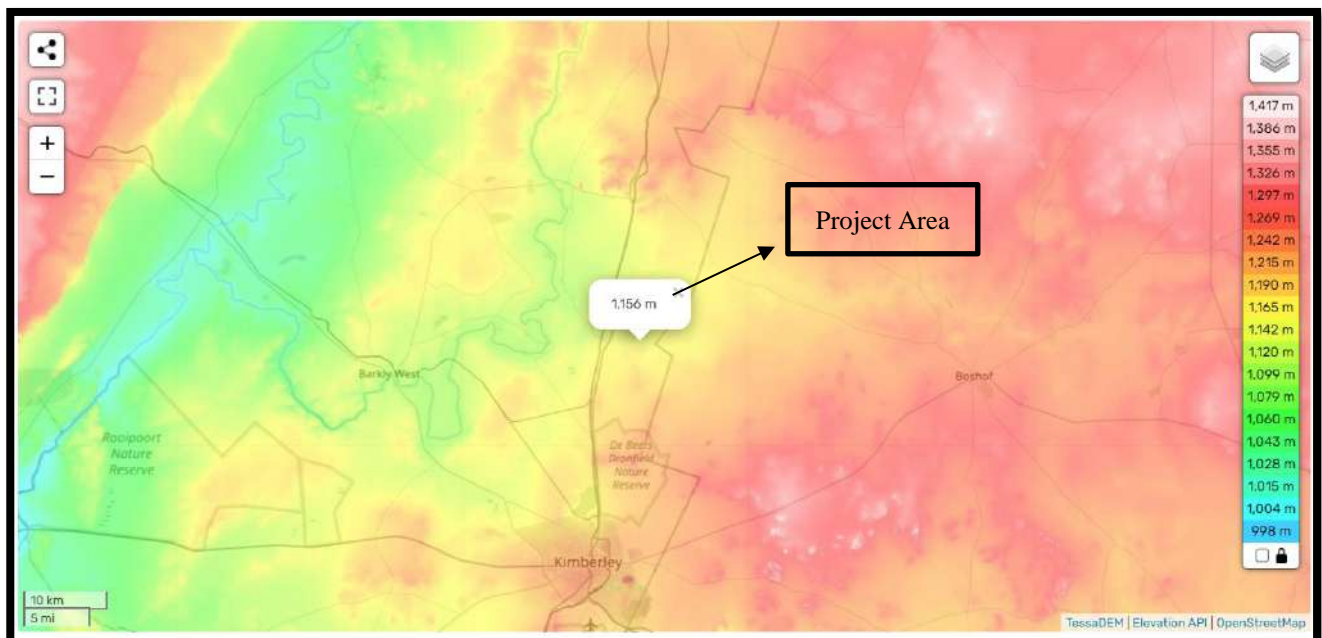 +
−
Project Area
1,156 m
Barkly West
Boshof
Rooipoort
Nature
Reserve
De Beers
Dronfield
Nature
Reserve
Kimberley
10 km
5 mi
1,417 m
1,386 m
1,355 m
1,326 m
1,297 m
1,269 m
1,242 m
1,215 m
1,190 m
1,165 m
1,142 m
1,120 m
1,099 m
1,079 m
1,060 m
1,043 m
1,028 m
1,015 m
1,004 m
998 m
TessaDEM | Elevation API | OpenStreetMap